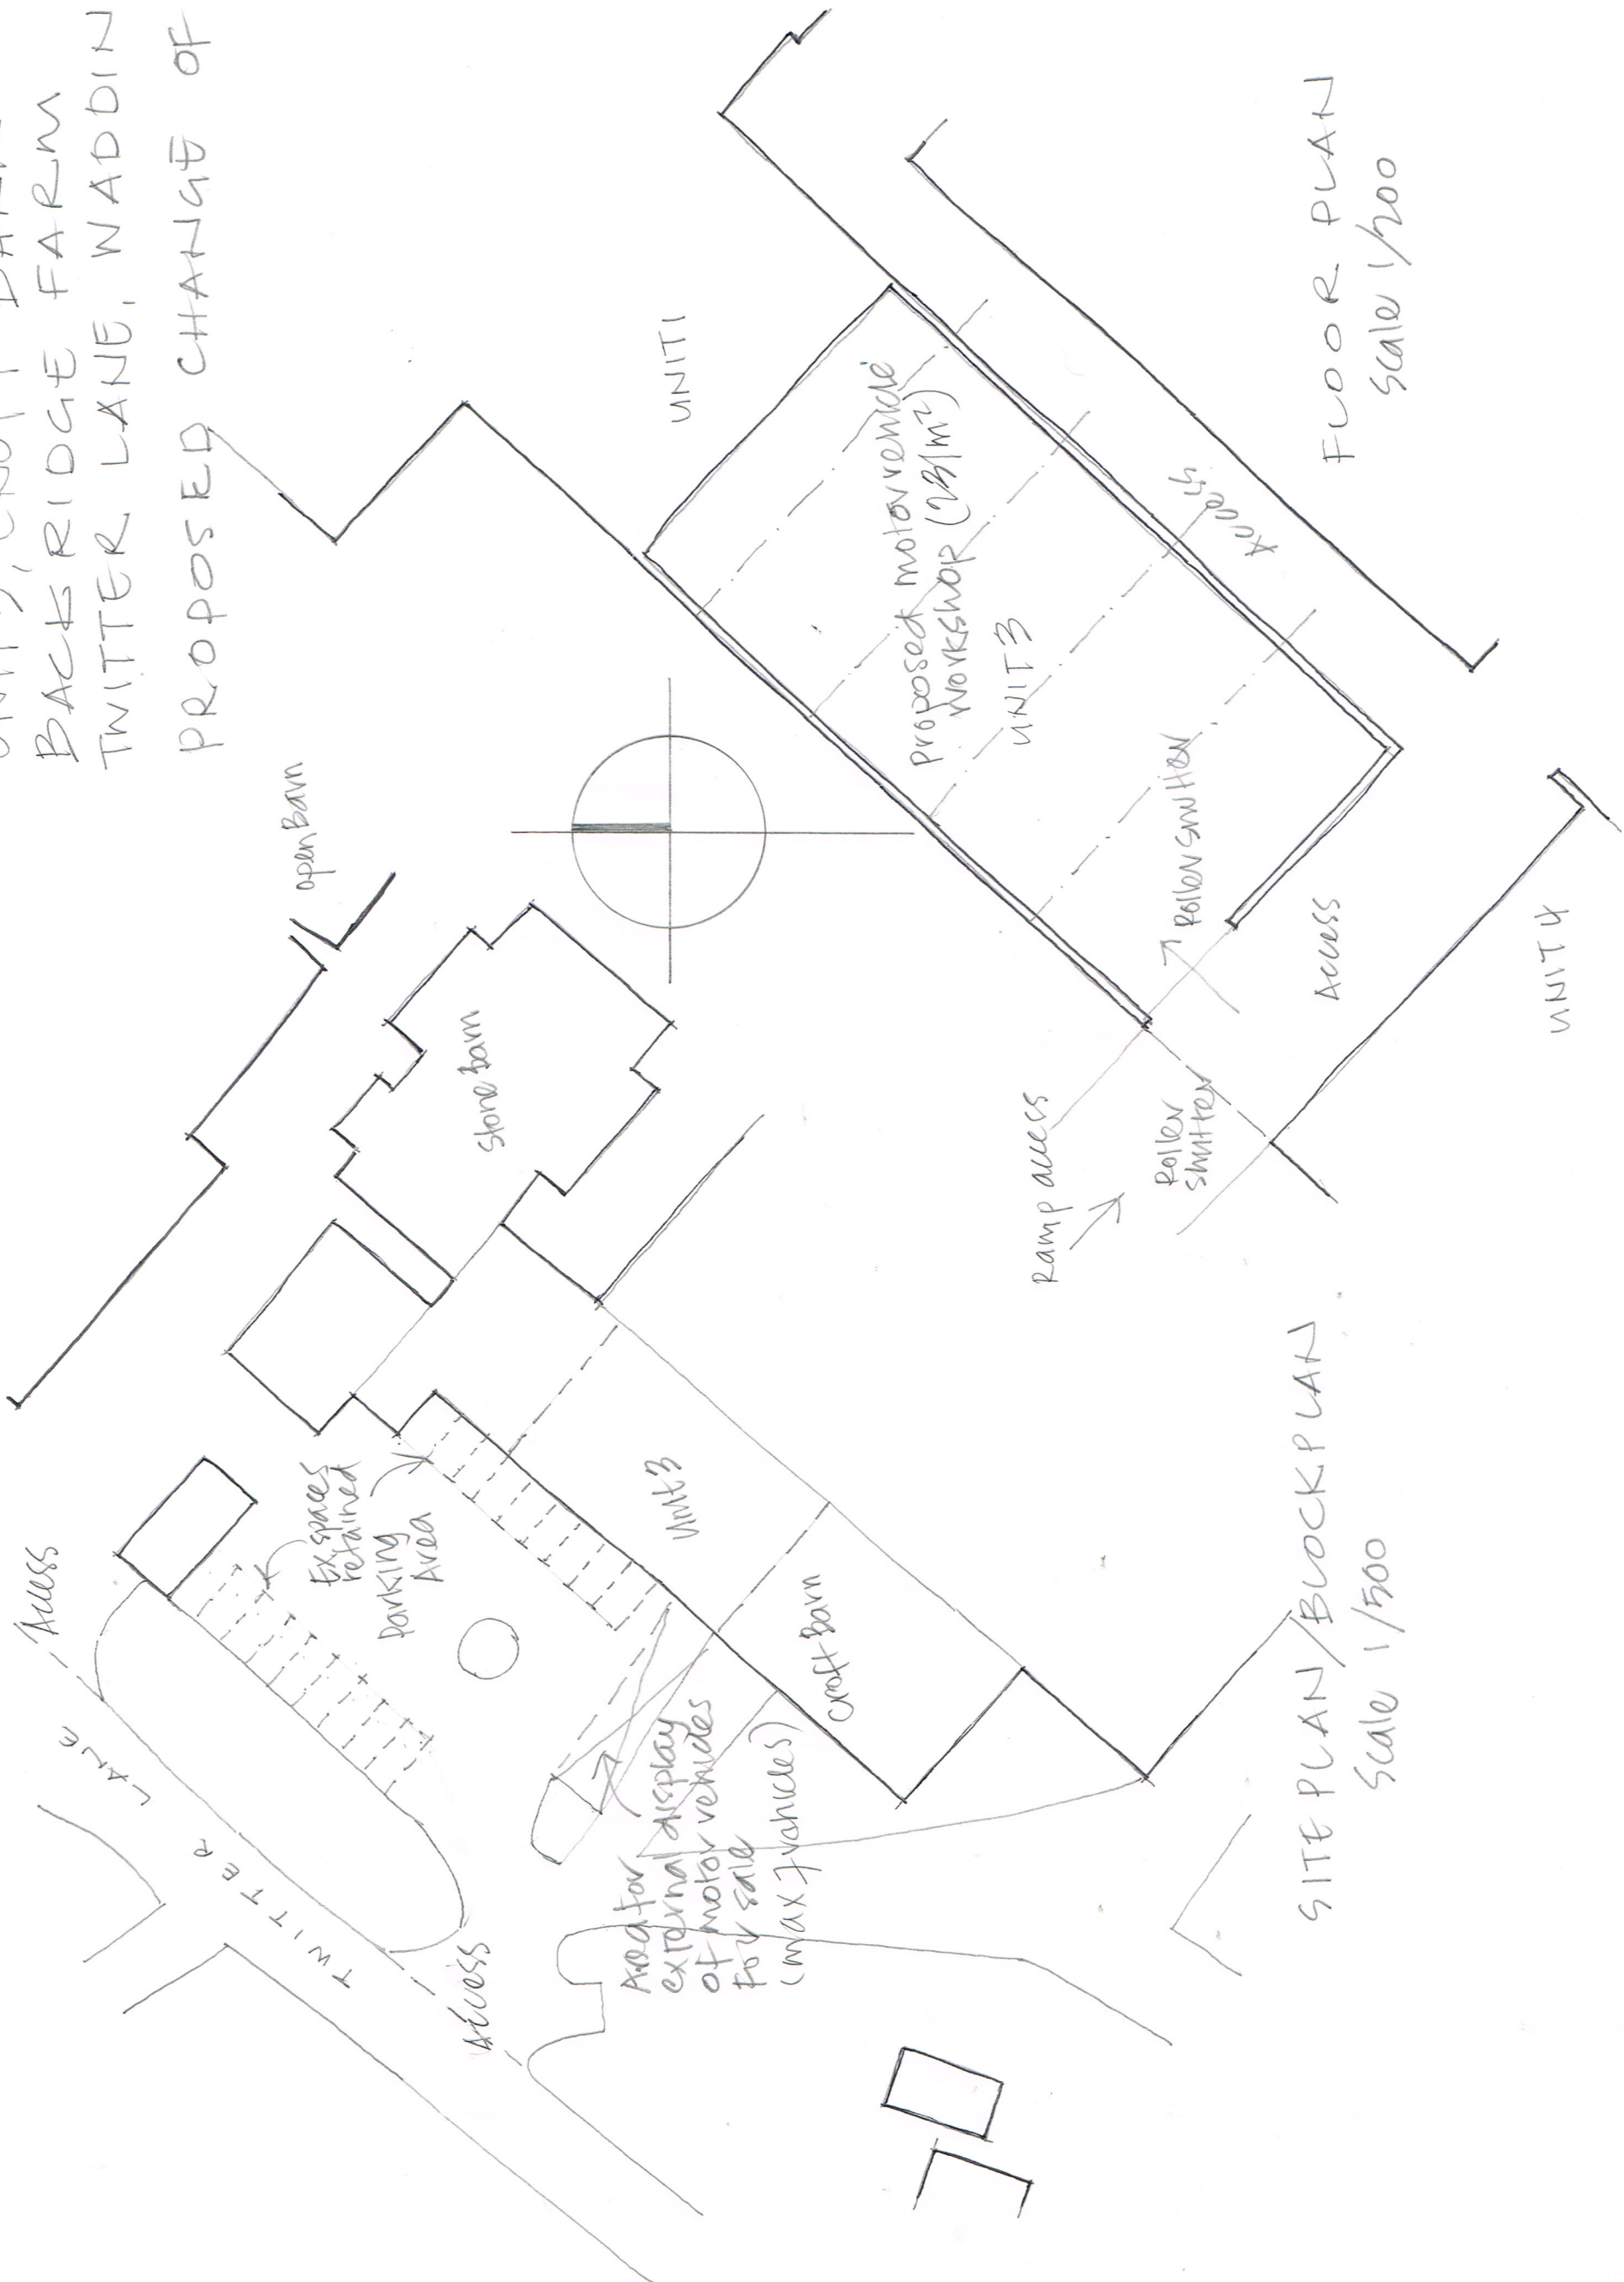 BACKRIDGE FARM
TWITTER LANE, WADDIN
PROPOSED CHANGE OF
open Barn
Stone Barn
Access
TWITTER LANE
Access
Ex spaces
retained
Parking
Area
Unit 3
Croft Barn
Area for
external display
of motor vehicles
For sale
(max 7 vehicles)
SITE PLAN/BLOCK PLAN
Scale 1/500
UNIT 1
Proposed motor vehicle
workshop (231m²)
UNIT 3
Roller Shutter
Access
Access
Ramp access
Roller
Shutter
UNIT 4
FLOOR PLAN
Scale 1/200